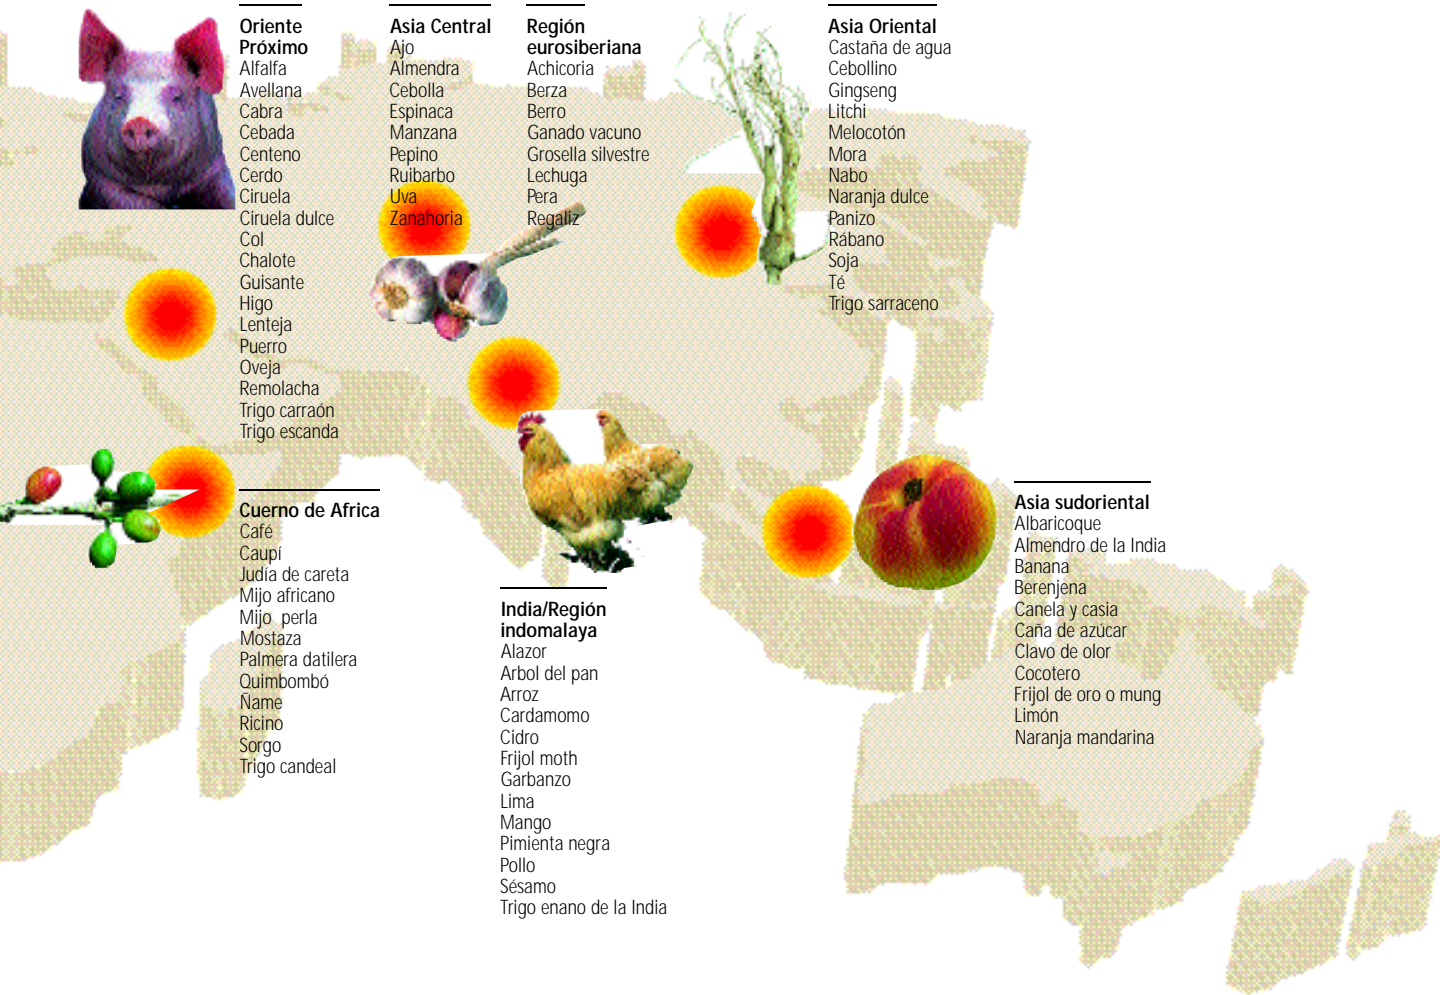 Oriente
Próximo
Alfalfa
Avellana
Cabra
Cebada
Centeno
Cerdo
Ciruela
Ciruela dulce
Col
Chalote
Guisante
Higo
Lenteja
Puerro
Oveja
Remolacha
Trigo carraón
Trigo escanda
Asia Central
Ajo
Almendra
Cebolla
Espinaca
Manzana
Pepino
Ruibarbo
Uva
Zanahoria
Región
eurosiberiana
Achicoria
Berza
Berro
Ganado vacuno
Grosella silvestre
Lechuga
Pera
Regaliz
Asia Oriental
Castaña de agua
Cebollino
Gingseng
Litchi
Melocotón
Mora
Nabo
Naranja dulce
Panizo
Rábano
Soja
Té
Trigo sarraceno
Cuerno de Africa
Café
Caupí
Judía de careta
Mijo africano
Mijo perla
Mostaza
Palmera datilera
Quimbombó
Ñame
Ricino
Sorgo
Trigo candeal
India/Región
indomalaya
Alazor
Arbol del pan
Arroz
Cardamomo
Cidro
Frijol moth
Garbanzo
Lima
Mango
Pimienta negra
Pollo
Sésamo
Trigo enano de la India
Asia sudoriental
Albaricoque
Almendro de la India
Banana
Berenjena
Canela y casia
Caña de azúcar
Clavo de olor
Cocotero
Frijol de oro o mung
Limón
Naranja mandarina